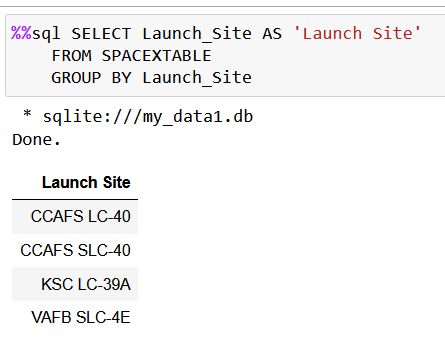 %%sql SELECT Launch_Site AS 'Launch Site'
FROM SPACEXTABLE
GROUP BY Launch_Site
* sqlite:///my_data1.db
Done.
Launch Site
CCAFS LC-40
CCAFS SLC-40
KSC LC-39A
VAFB SLC-4E